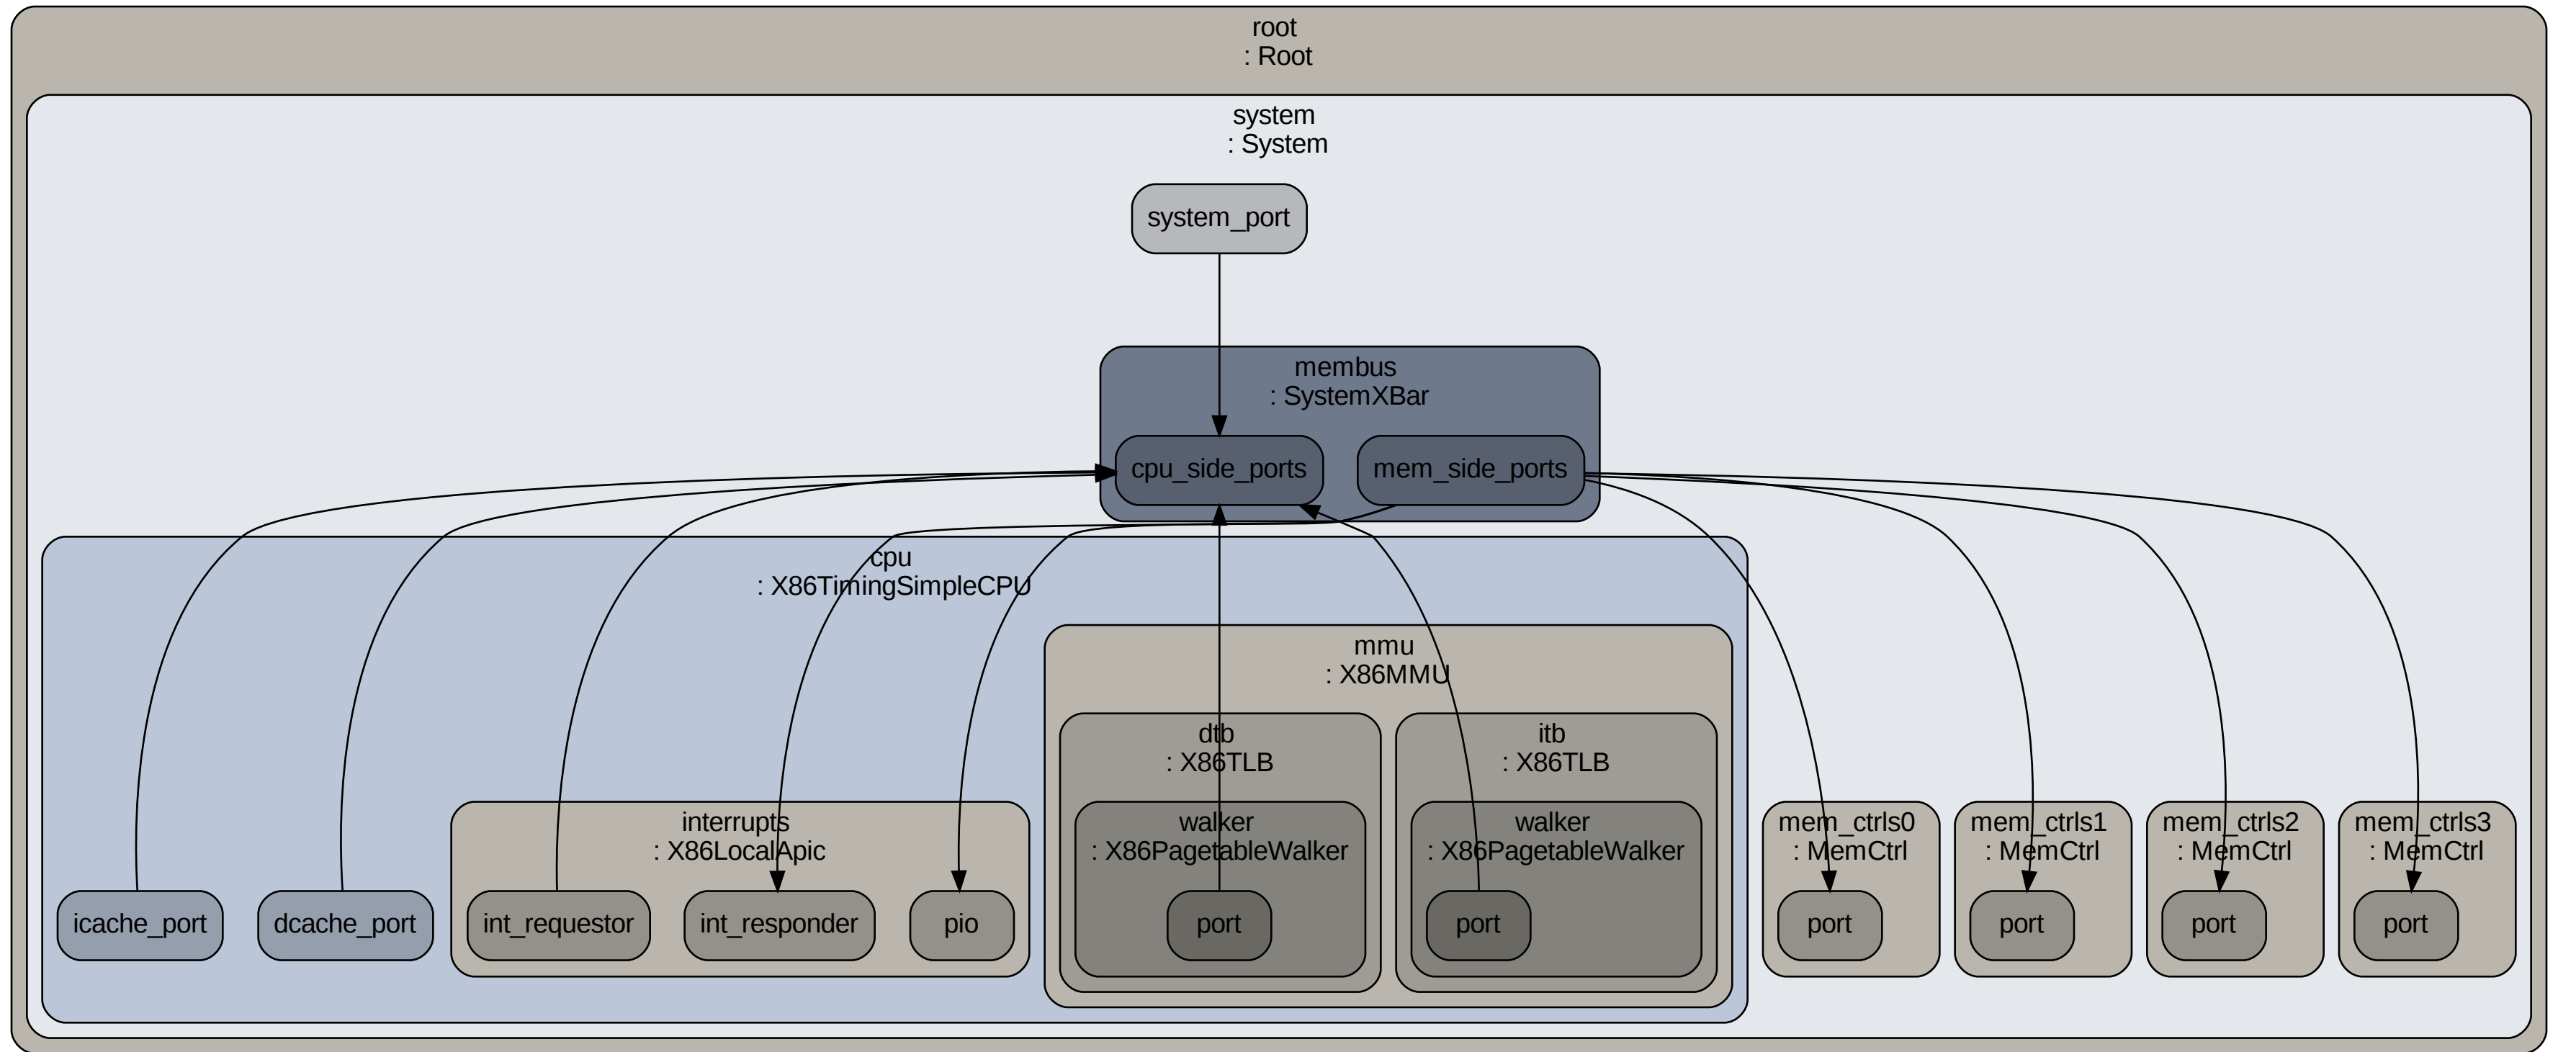 root
: Root
system
: System
system_port
membus
: SystemXBar
cpu_side_ports
mem_side_ports
cpu
: X86TimingSimpleCPU
mmu
: X86MMU
dtb
: X86TLB
itb
: X86TLB
interrupts
: X86LocalApic
walker
: X86PagetableWalker
walker
: X86PagetableWalker
mem_ctrls0
: MemCtrl
mem_ctrls1
: MemCtrl
mem_ctrls2
: MemCtrl
mem_ctrls3
: MemCtrl
icache_port
dcache_port
int_requestor
int_responder
pio
port
port
port
port
port
port